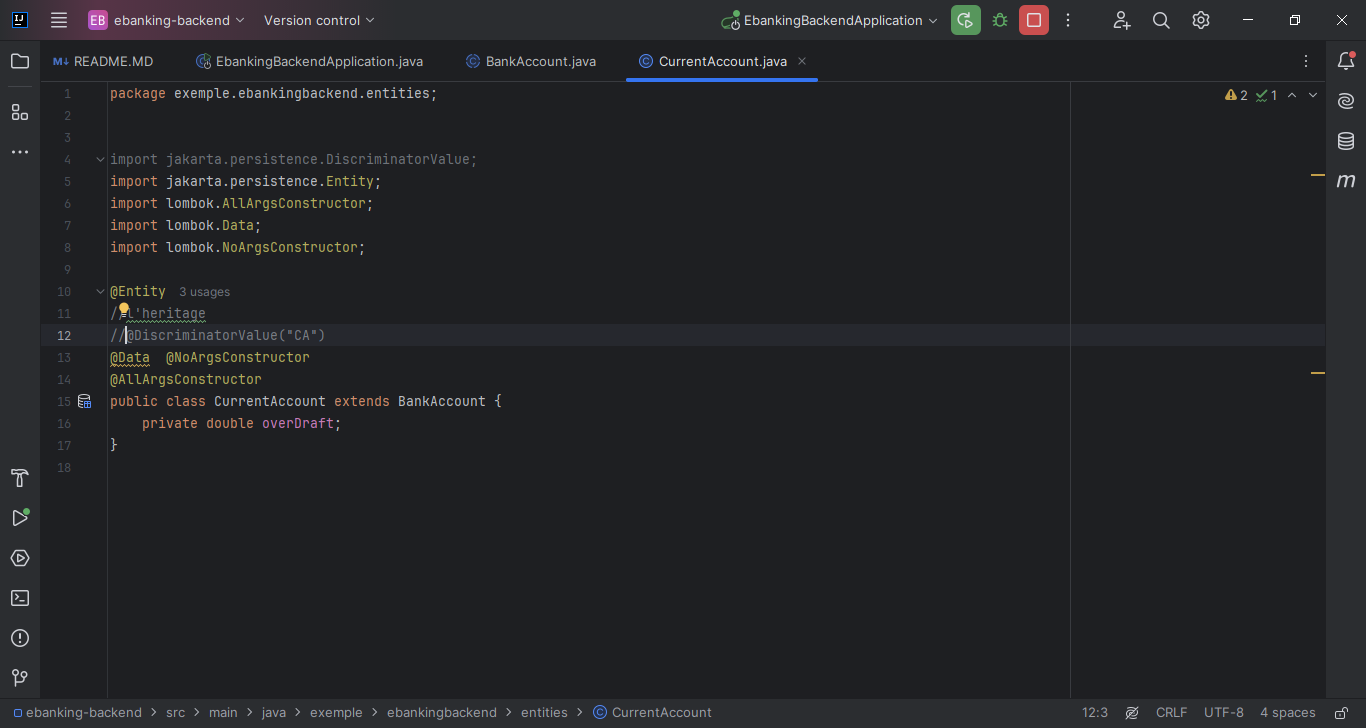 EB ebanking-backend Version control EbankingBackendApplication
README.MD EbankingBackendApplication.java BankAccount.java CurrentAccount.java
1 package exemple.ebankingbackend.entities; 2 1
2
3
4 import jakarta.persistence.DiscriminatorValue;
5 import jakarta.persistence.Entity;
6 import lombok.AllArgsConstructor;
7 import lombok.Data;
8 import lombok.NoArgsConstructor;
9
10 @Entity 3 usages
11 //l'heritage
12 //@DiscriminatorValue("CA")
13 @Data @NoArgsConstructor
14 @AllArgsConstructor
15 public class CurrentAccount extends BankAccount {
16 private double overDraft;
17 }
18
ebanking-backend > src > main > java > exemple > ebankingbackend > entities > CurrentAccount 12:3 CRLF UTF-8 4 spaces